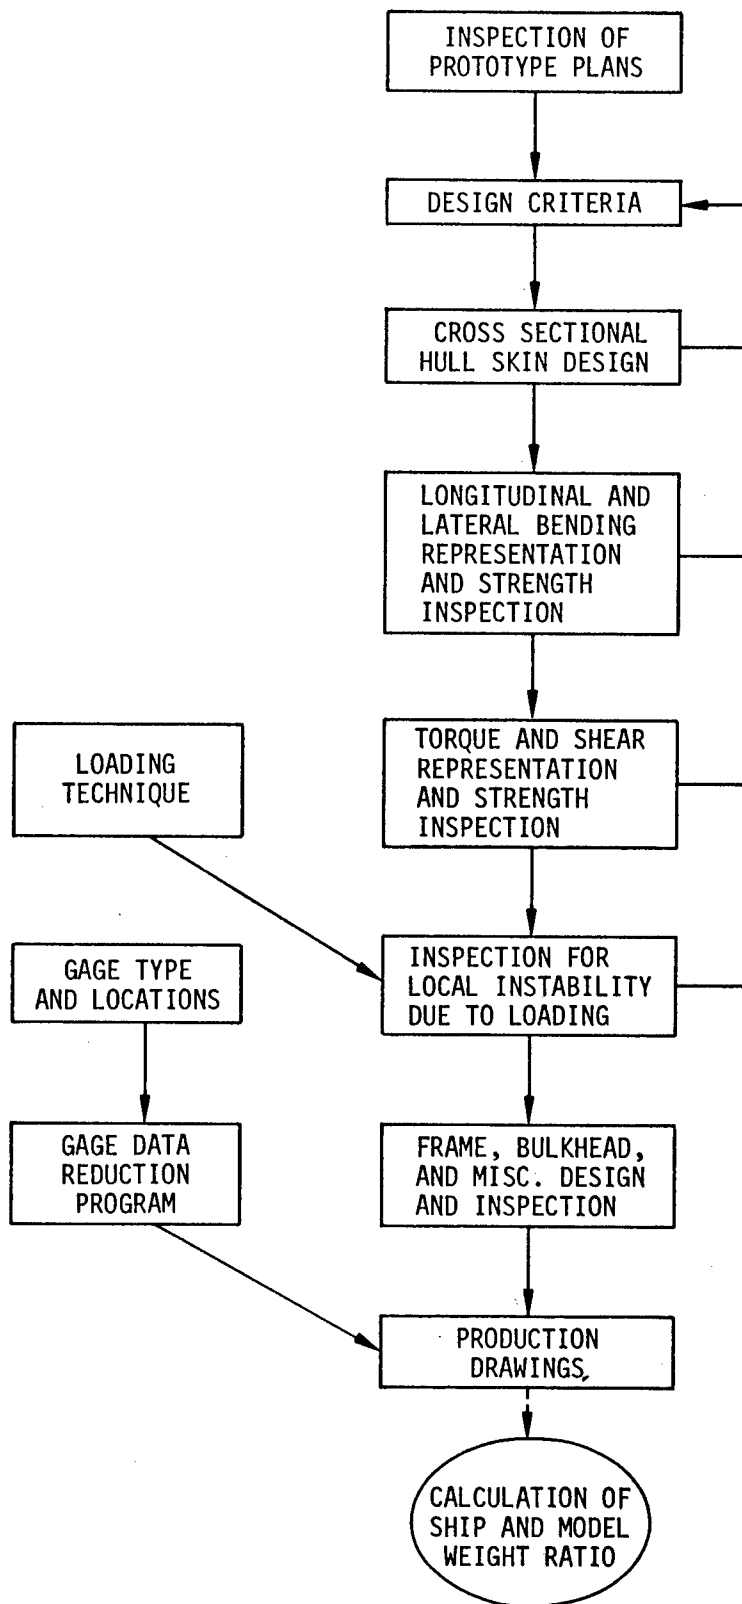 INSPECTION OF
PROTOTYPE PLANS
DESIGN CRITERIA
CROSS SECTIONAL
HULL SKIN DESIGN
LONGITUDINAL AND
LATERAL BENDING
REPRESENTATION
AND STRENGTH
INSPECTION
LOADING
TECHNIQUE
TORQUE AND SHEAR
REPRESENTATION
AND STRENGTH
INSPECTION
GAGE TYPE
AND LOCATIONS
INSPECTION FOR
LOCAL INSTABILITY
DUE TO LOADING
GAGE DATA
REDUCTION
PROGRAM
FRAME, BULKHEAD,
AND MISC. DESIGN
AND INSPECTION
PRODUCTION
DRAWINGS
CALCULATION OF
SHIP AND MODEL
WEIGHT RATIO